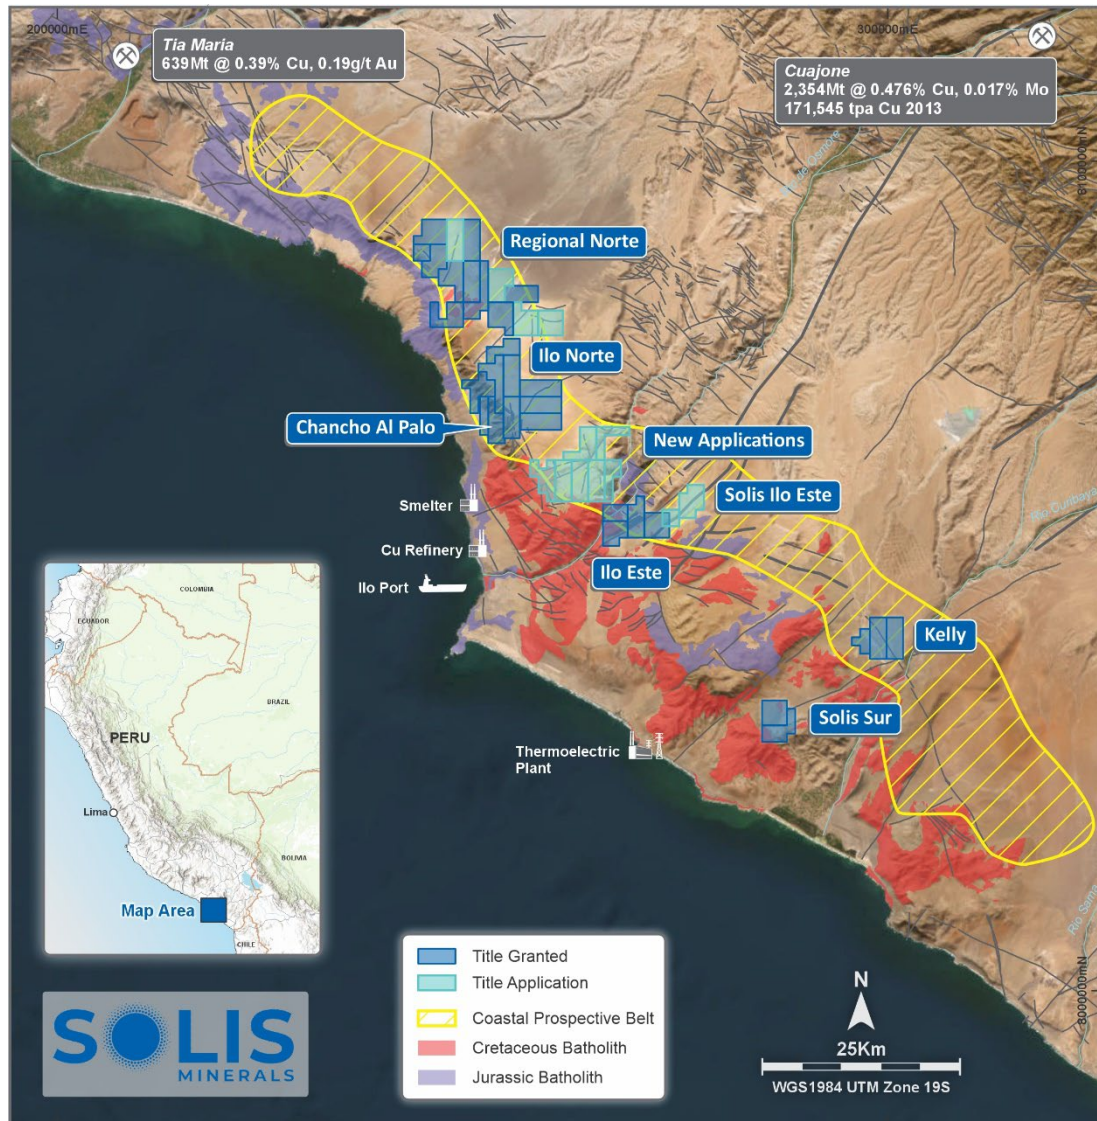 200000mE
300000mE
Tia Maria
639Mt @ 0.39% Cu, 0.19g/t Au
Cuajone
2,354Mt @ 0.476% Cu, 0.017% Mo
171,545 tpa Cu 2013
8100000mN
Regional Norte
Ilo Norte
Chancho Al Palo
New Applications
Solis Ilo Este
Smelter
Cu Refinery
Ilo Port
Ilo Este
Kelly
Solis Sur
Thermoelectric
Plant
Rio Sama
8000000mN
COLOMBIA
ECUADOR
BRAZIL
PERU
Lima
BOLIVIA
Map Area
CHILE
SOLIS
MINERALS
Title Granted
Title Application
Coastal Prospective Belt
Cretaceous Batholith
Jurassic Batholith
N
25Km
WGS1984 UTM Zone 19S